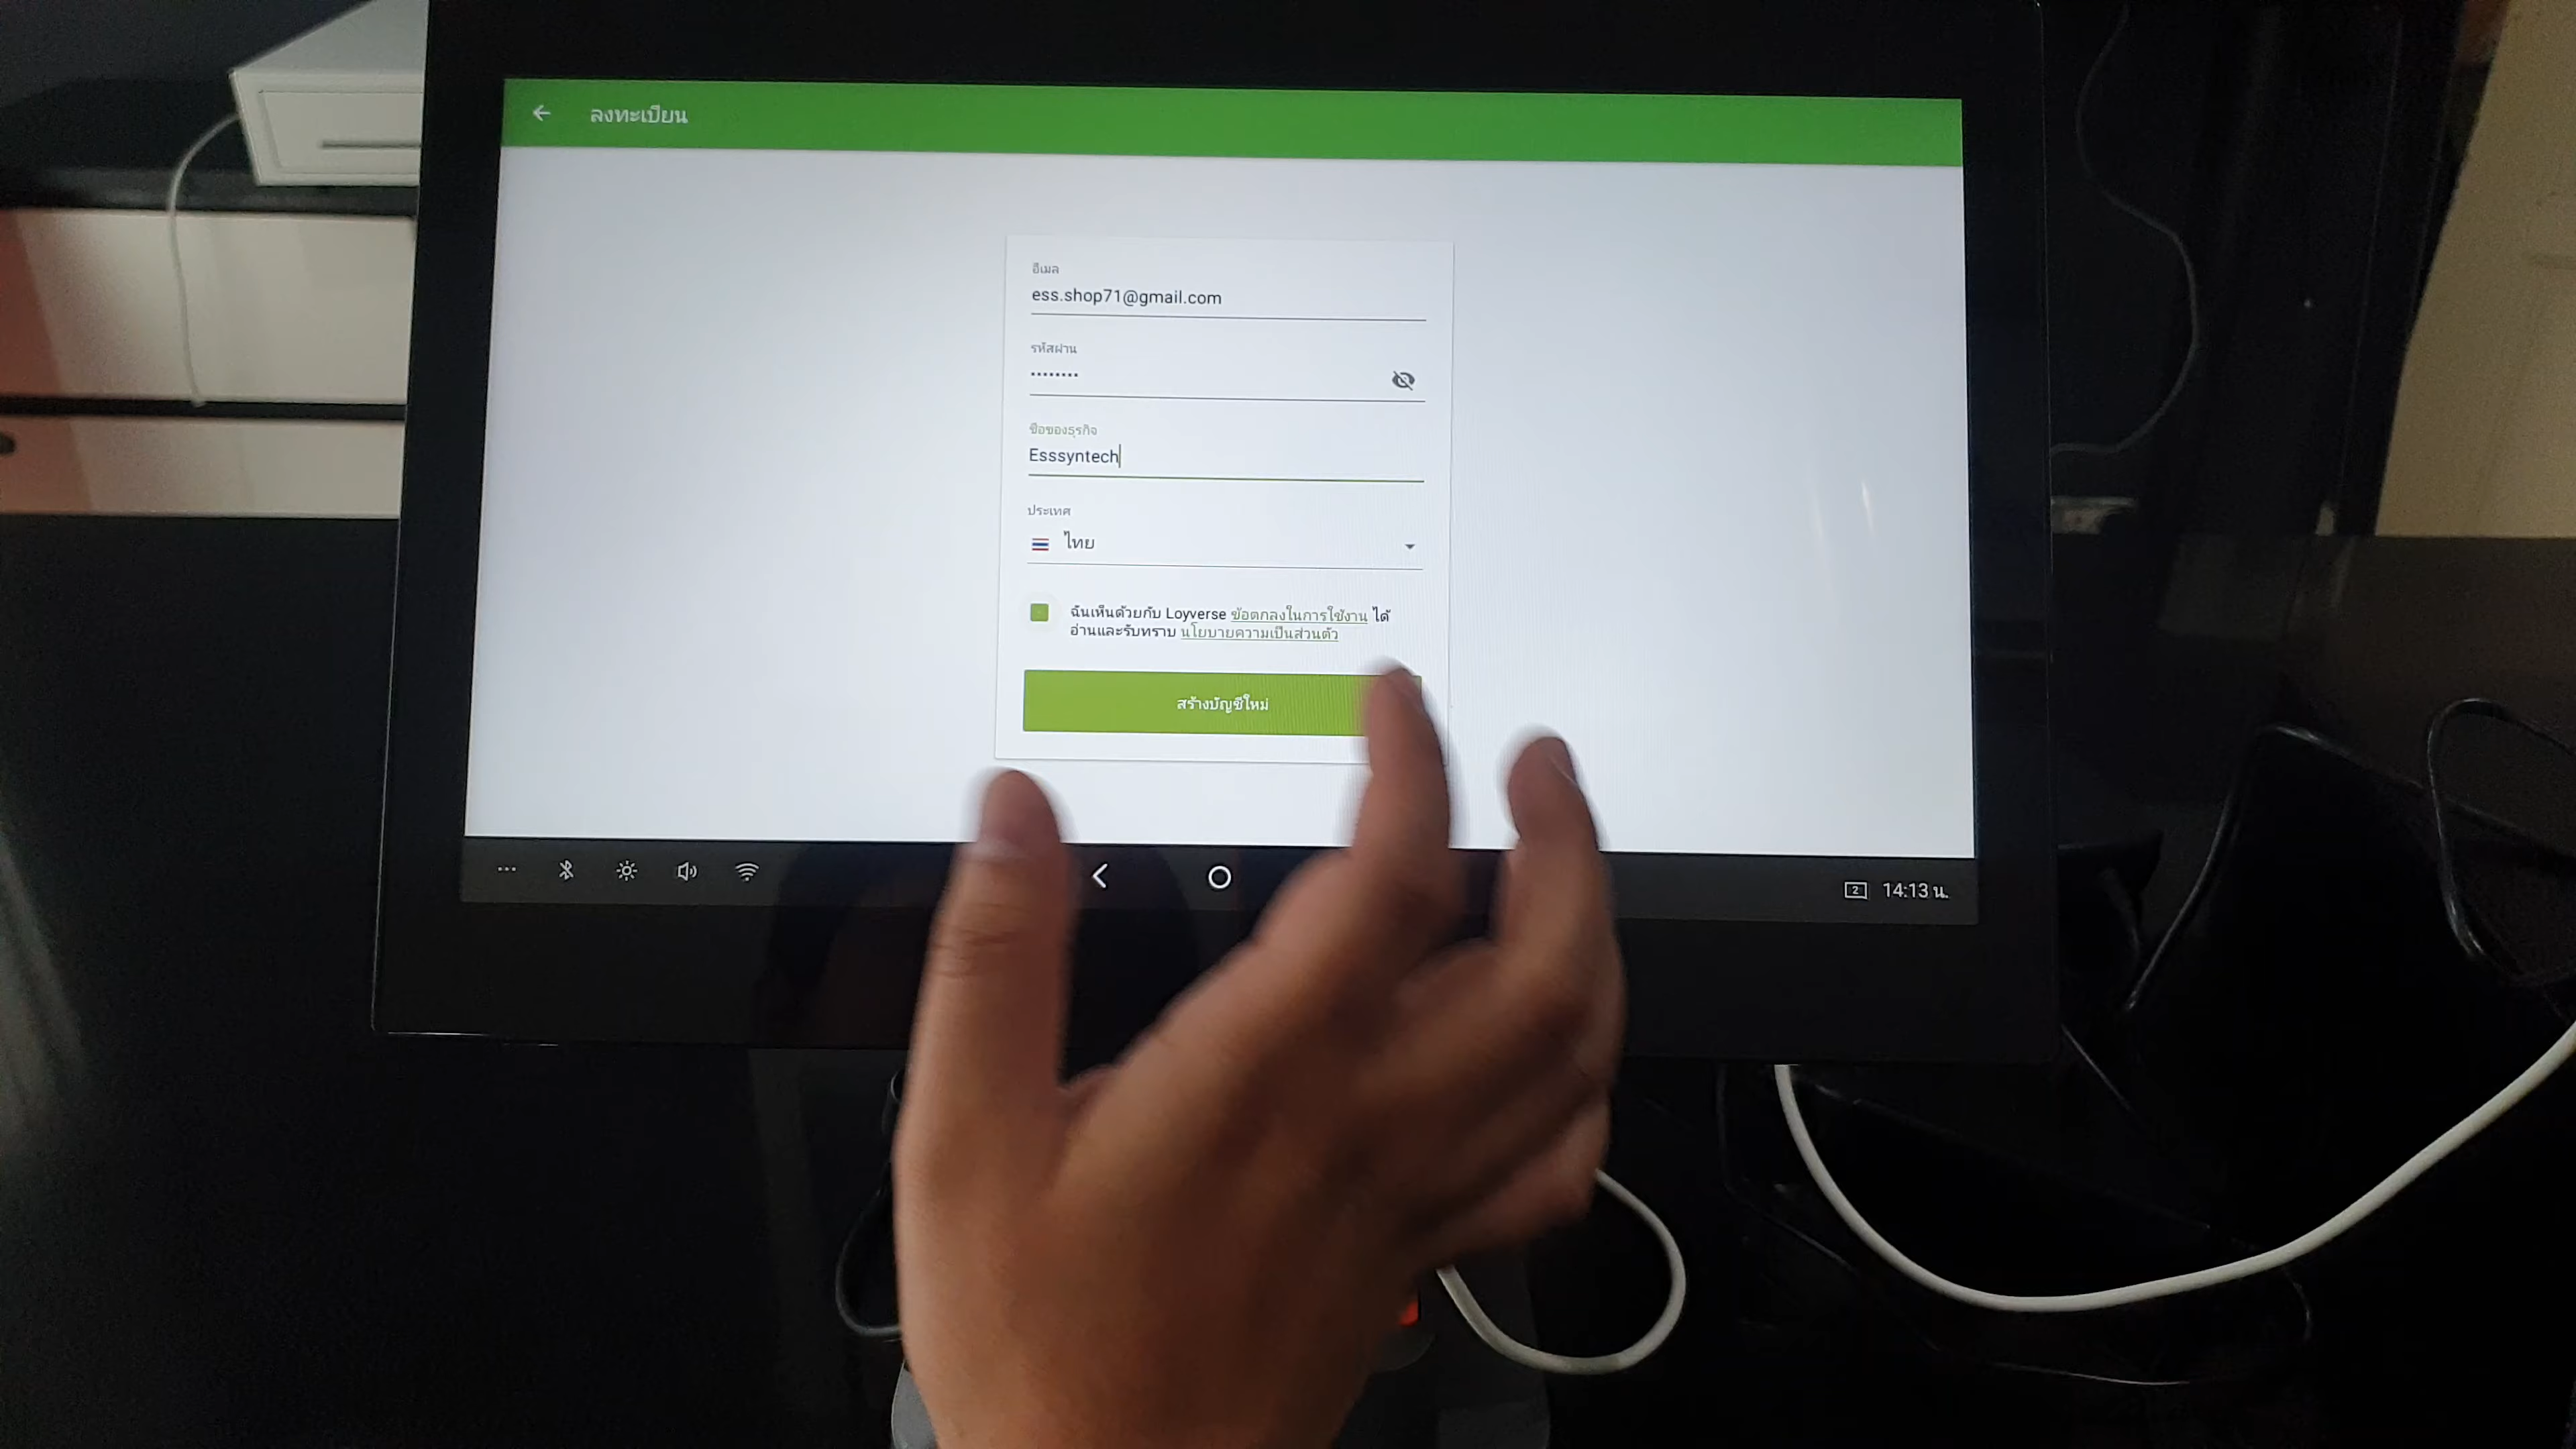 ลงทะเบียน
อีเมล
ess.shop71@gmail.com
รหัสผ่าน
••••••••
ชื่อของธุรกิจ
Esssyntech
ประเทศ
ไทย
ฉันเห็นด้วยกับ Loyverse ข้อตกลงในการใช้งาน ได้
อ่านและรับทราบ นโยบายความเป็นส่วนตัว
สร้างบัญชีใหม่
2 14:13 น.